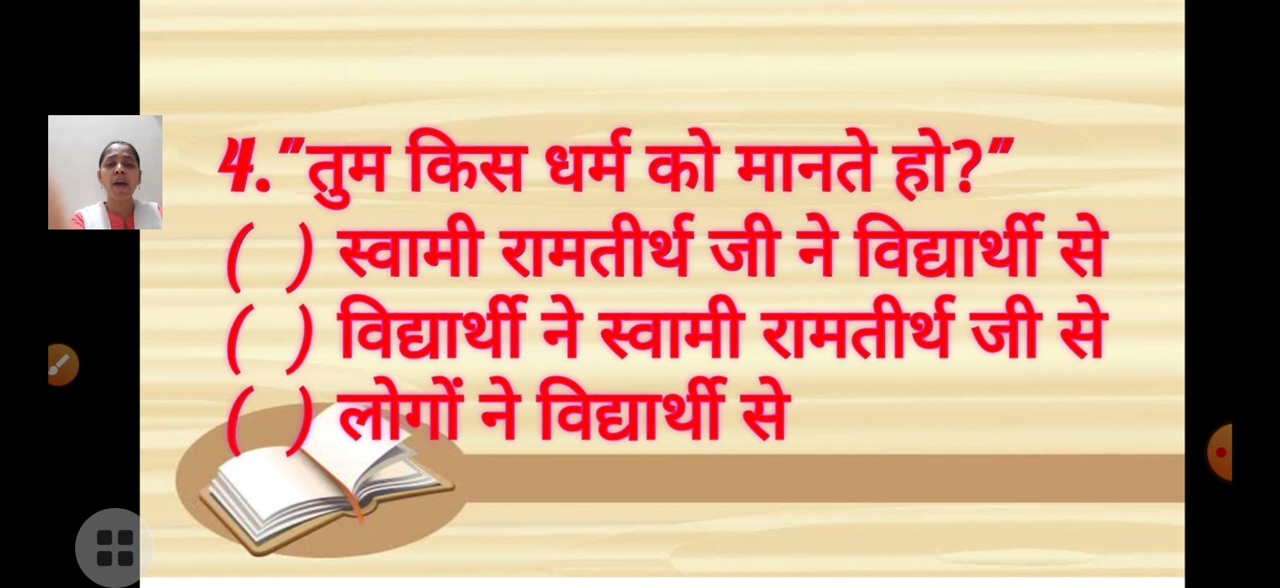 4."तुम किस धर्म को मानते हो?"
( ) स्वामी रामतीर्थ जी ने विद्यार्थी से
( ) विद्यार्थी ने स्वामी रामतीर्थ जी से
( ) लोगों ने विद्यार्थी से